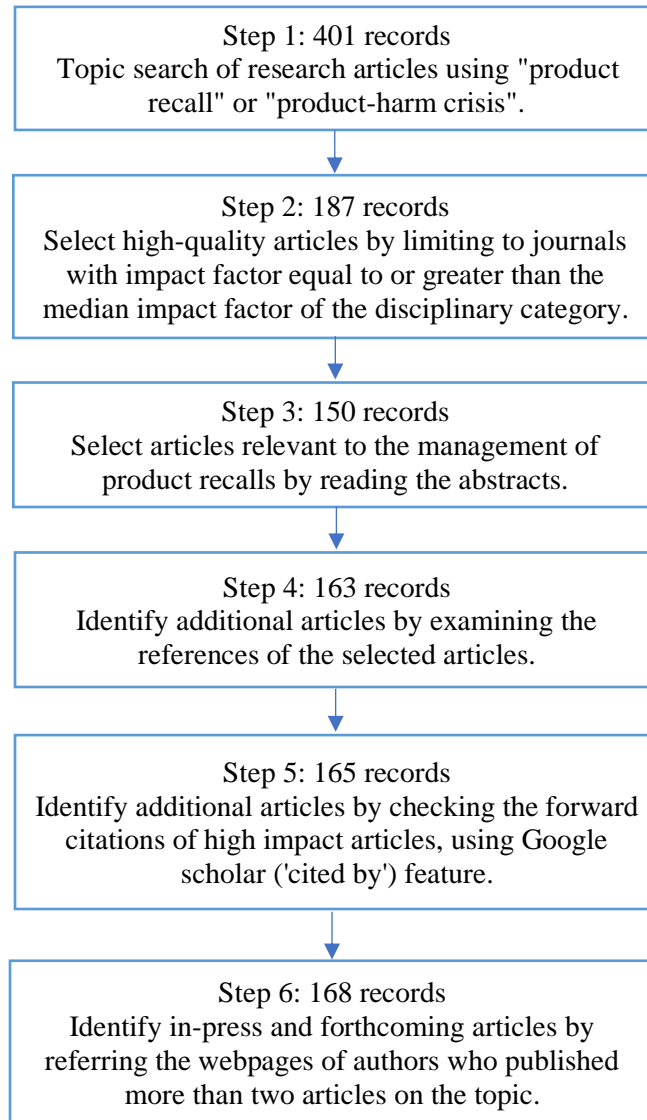 Step 1: 401 records
Topic search of research articles using "product
recall" or "product-harm crisis".
Step 2: 187 records
Select high-quality articles by limiting to journals
with impact factor equal to or greater than the
median impact factor of the disciplinary category.
Step 3: 150 records
Select articles relevant to the management of
product recalls by reading the abstracts.
Step 4: 163 records
Identify additional articles by examining the
references of the selected articles.
Step 5: 165 records
Identify additional articles by checking the forward
citations of high impact articles, using Google
scholar ('cited by') feature.
Step 6: 168 records
Identify in-press and forthcoming articles by
referring the webpages of authors who published
more than two articles on the topic.